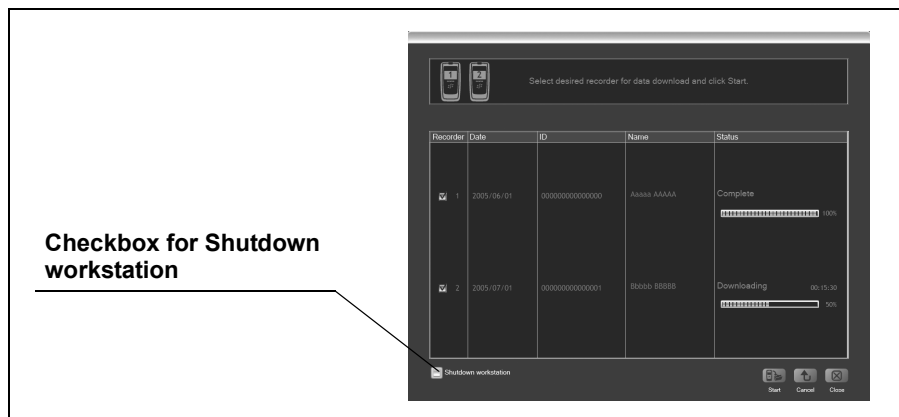 1 2
Select desired recorder for data download and click Start.
Recorder Date ID Name Status
1 2005/06/01 000000000000000 Aaaaa AAAAA Complete
100%
Checkbox for Shutdown
workstation
2 2005/07/01 000000000000001 Bbbbb BBBBB Downloading 00:15:30
50%
Shutdown workstation
Start Cancel Close